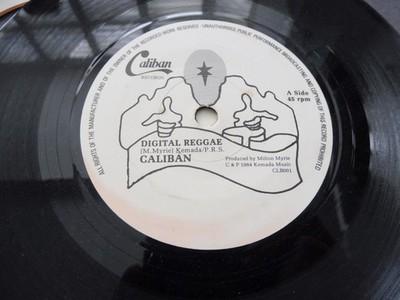 ALL RIGHTS OF THE MANUFACTURER AND OF THE OWNER OF THE RECORDED WORK RESERVED - UNAUTHORISED PUBLIC PERFORMANCE BROADCASTING AND COPYING OF THIS RECORD PROHIBITED
Caliban
RECORDS
A Side
45 rpm
DIGITAL REGGAE
(M. Myrie) Kemada/P.R.S.
CALIBAN
Produced by Milton Myrie
© & P 1984 Kemada Music
CLB001